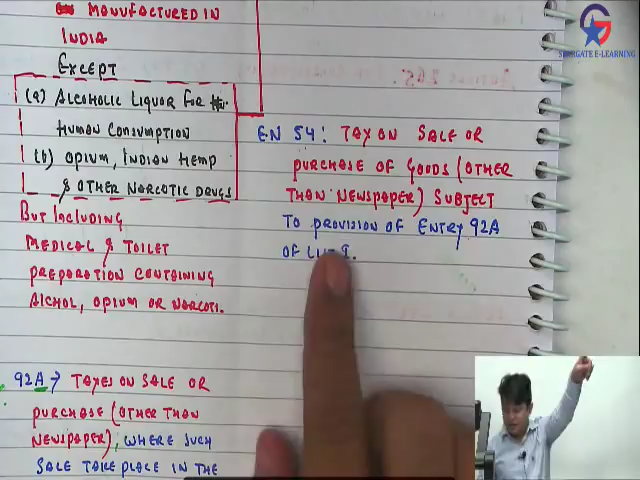 MANUFACTURED IN
INDIA
EXCEPT
(a) ALCOHOLIC LIQUOR FOR
HUMAN CONSUMPTION
(b) OPIUM, INDIAN HEMP
& OTHER NARCOTIC DRUGS
BUT INCLUDING
MEDICAL & TOILET
PREPARATION CONTAINING
ALCHOL, OPIUM OR NARCOTI.
92A → TAXES ON SALE OR
PURCHASE (OTHER THAN
NEWSPAPER), WHERE SUCH
SALE TAKE PLACE IN THE
EN 54: TAX ON SALE OR
PURCHASE OF GOODS (OTHER
THAN NEWSPAPER) SUBJECT
TO PROVISION OF ENTRY 92A
OF
STARGATE E-LEARNING